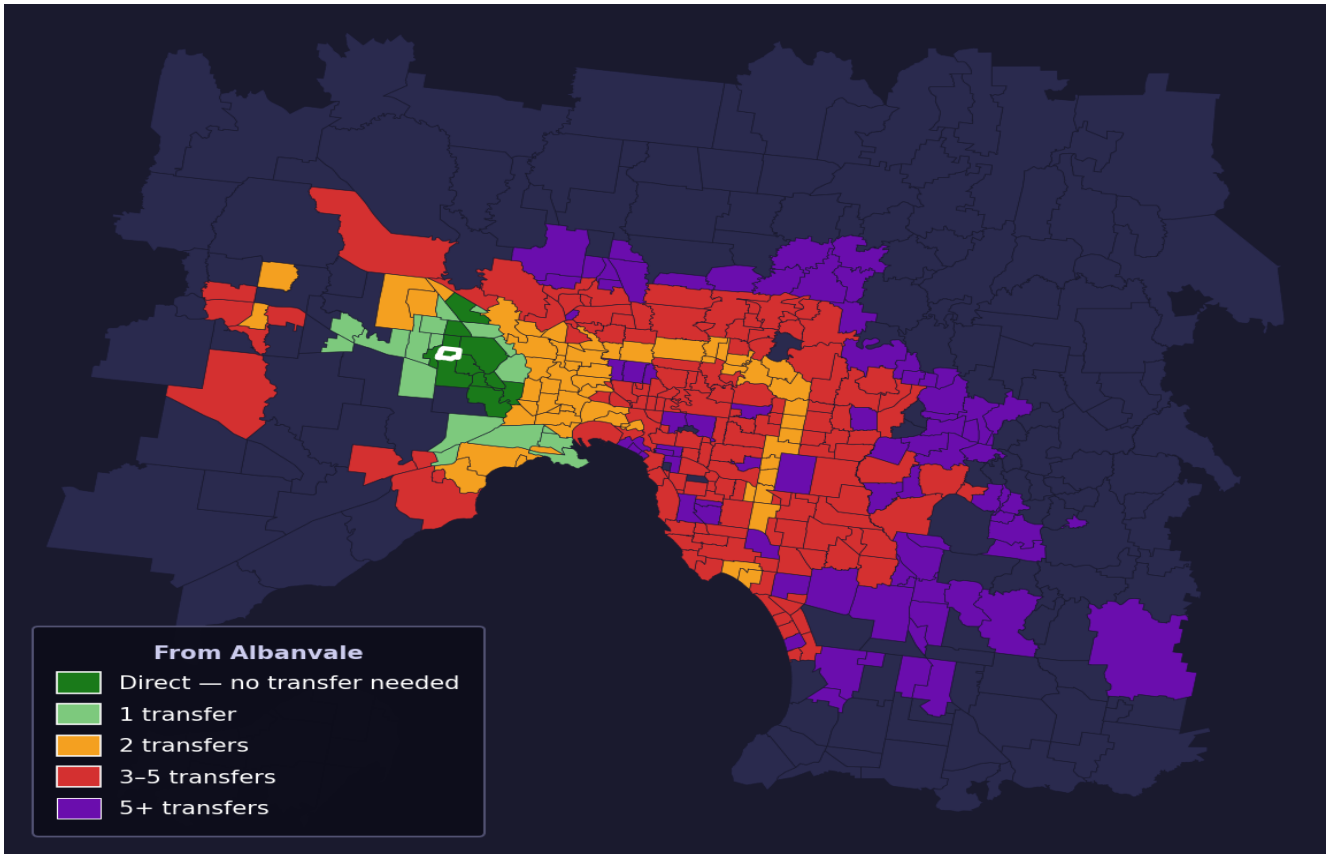 From Albanvale
Direct — no transfer needed
1 transfer
2 transfers
3–5 transfers
5+ transfers